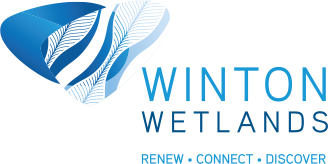 WINTON
WETLANDS
RENEW • CONNECT • DISCOVER